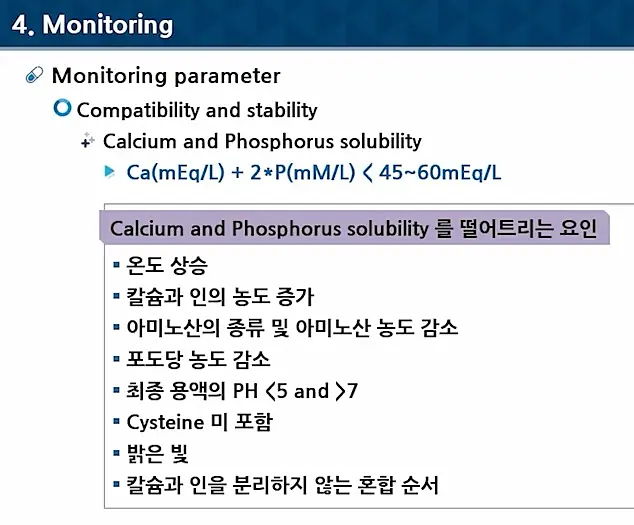 4. Monitoring
Monitoring parameter
Compatibility and stability
Calcium and Phosphorus solubility
Ca(mEq/L) + 2*P(mM/L) < 45~60mEq/L
Calcium and Phosphorus solubility 를 떨어트리는 요인
▪ 온도 상승
▪ 칼슘과 인의 농도 증가
▪ 아미노산의 종류 및 아미노산 농도 감소
▪ 포도당 농도 감소
▪ 최종 용액의 PH <5 and >7
▪ Cysteine 미 포함
▪ 밝은 빛
▪ 칼슘과 인을 분리하지 않는 혼합 순서